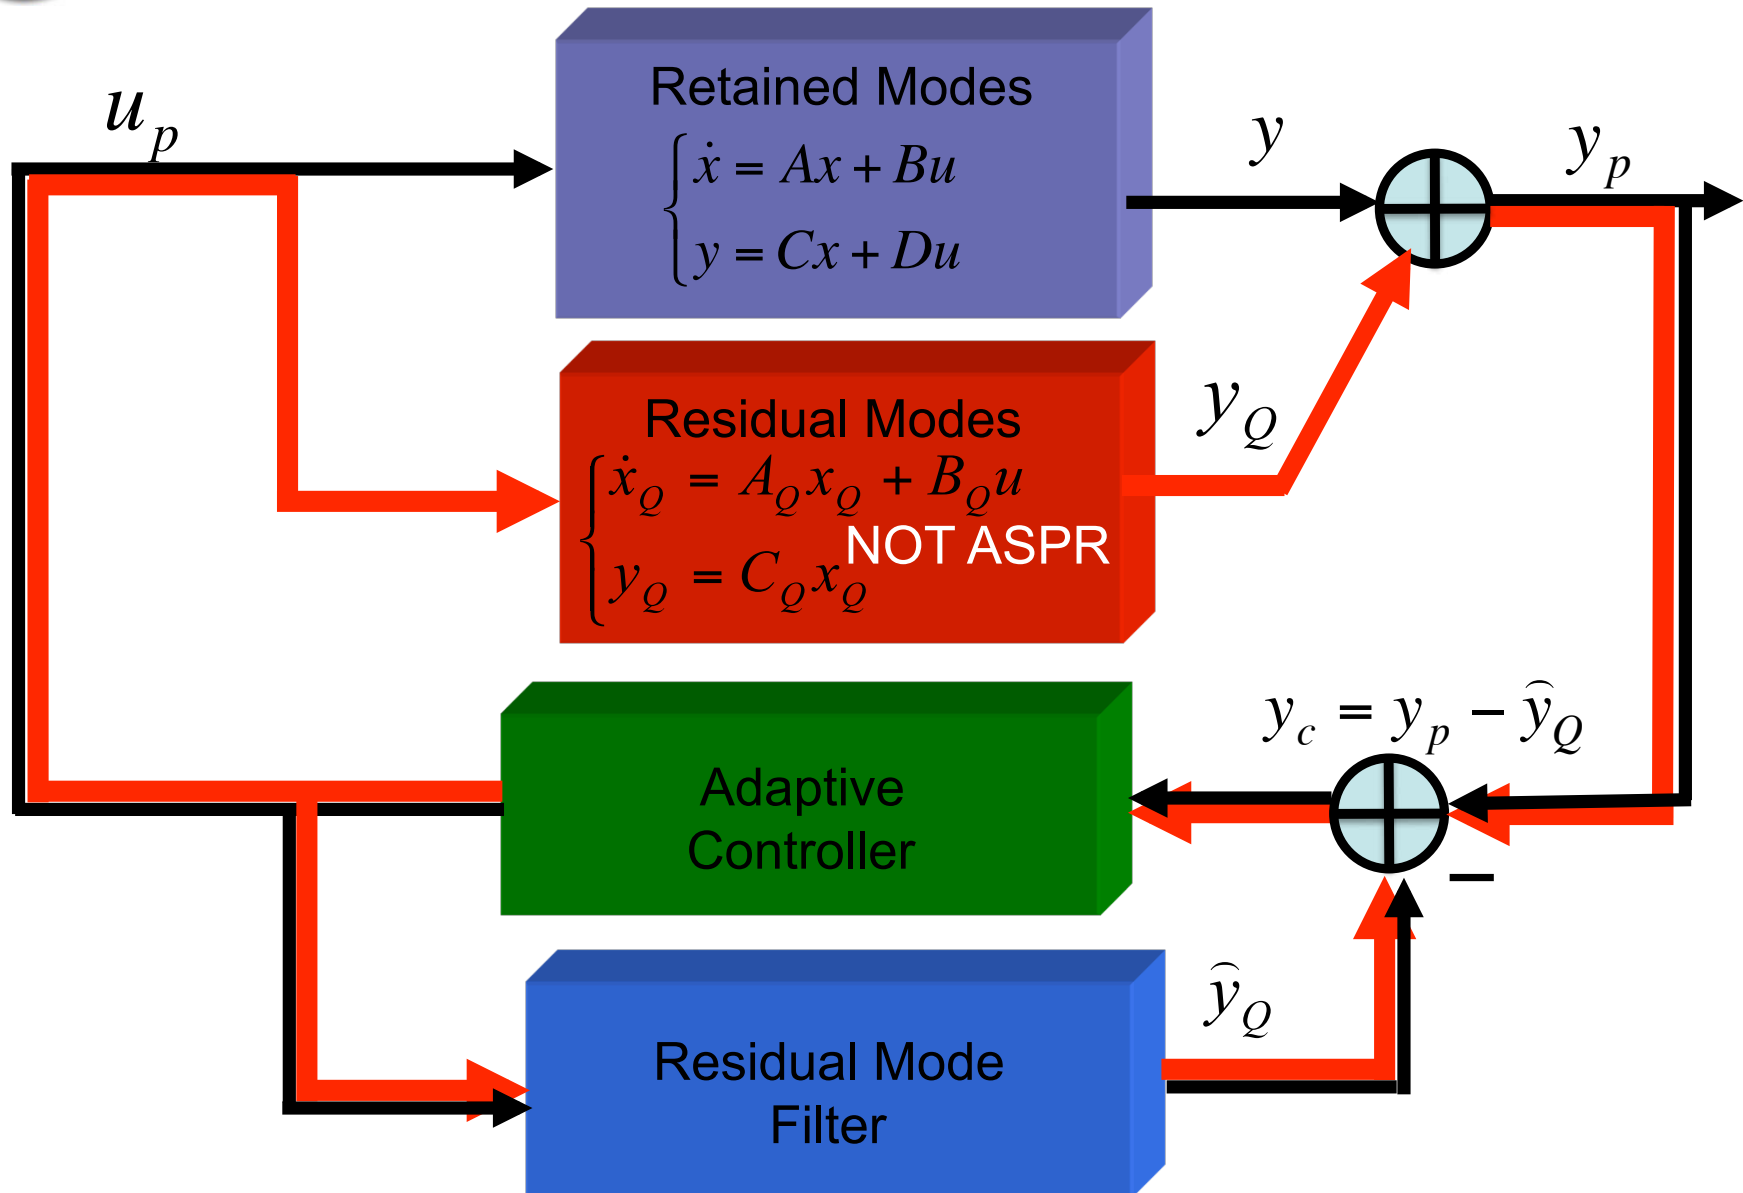 u_p
Retained Modes
ẋ = Ax + Bu
y = Cx + Du
y
y_p
Residual Modes
ẋ_Q = A_Q x_Q + B_Q u
NOT ASPR
y_Q = C_Q x_Q
y_Q
y_c = y_p − ŷ_Q
Adaptive
Controller
−
ŷ_Q
Residual Mode
Filter